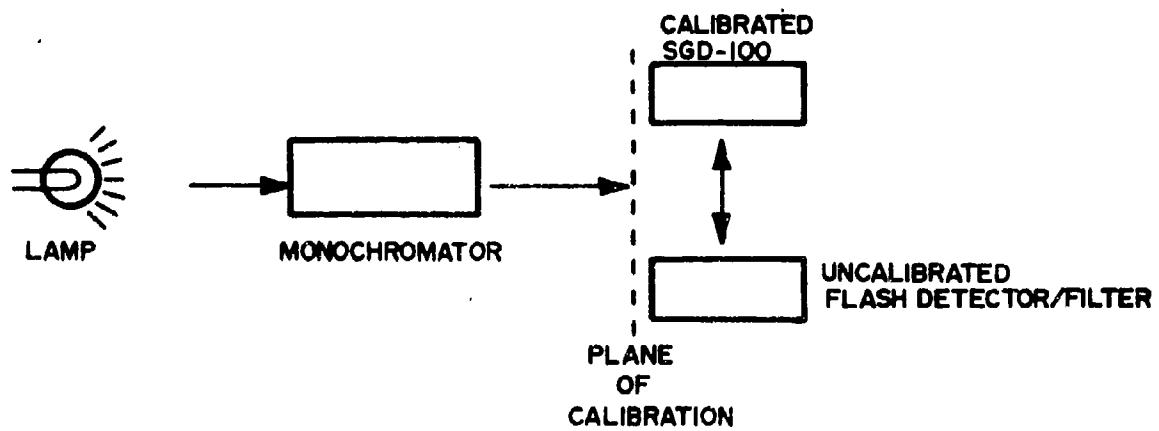 CALIBRATED
SGD-100
LAMP
MONOCHROMATOR
UNCALIBRATED
FLASH DETECTOR/FILTER
PLANE
OF
CALIBRATION